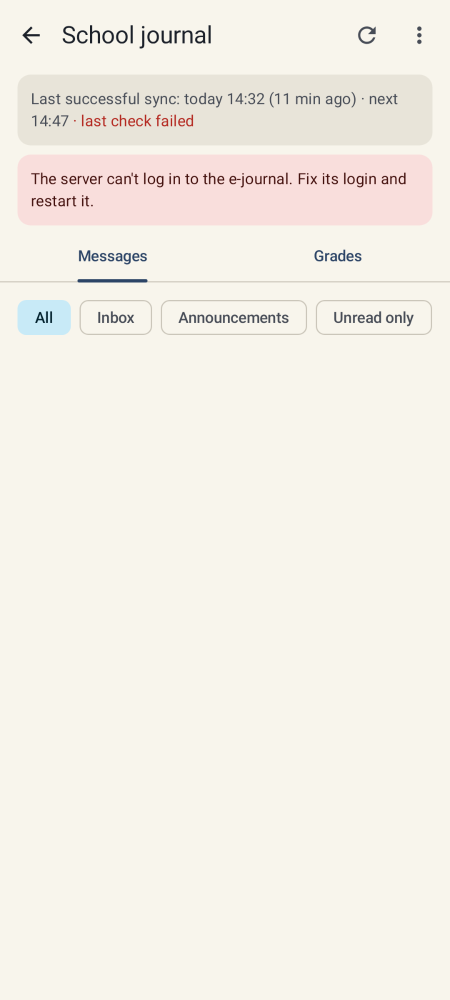 School journal
Last successful sync: today 14:32 (11 min ago) · next
14:47 · last check failed
The server can't log in to the e-journal. Fix its login and
restart it.
Messages
Grades
All
Inbox
Announcements
Unread only